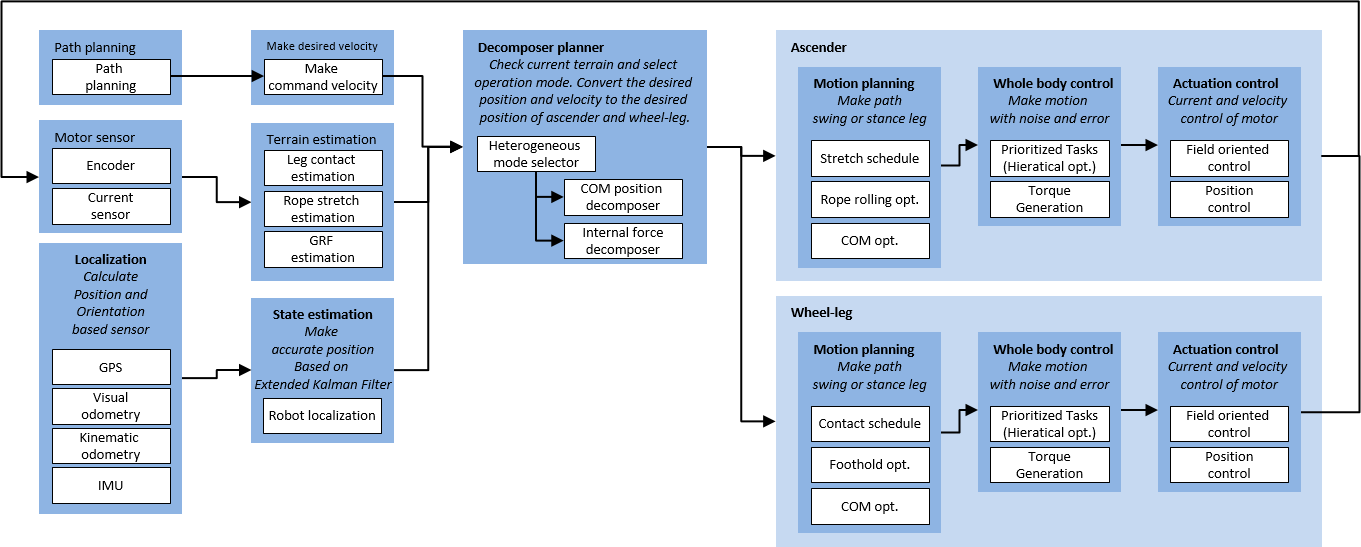 Path planning
Path
planning
Motor sensor
Encoder
Current
sensor
Localization
Calculate
Position and
Orientation
based sensor
GPS
Visual
odometry
Kinematic
odometry
IMU
Make desired velocity
Make
command velocity
Terrain estimation
Leg contact
estimation
Rope stretch
estimation
GRF
estimation
State estimation
Make
accurate position
Based on
Extended Kalman Filter
Robot localization
Decomposer planner
Check current terrain and select
operation mode. Convert the desired
position and velocity to the desired
position of ascender and wheel-leg.
Heterogeneous
mode selector
COM position
decomposer
Internal force
decomposer
Ascender
Motion planning
Make path
swing or stance leg
Stretch schedule
Rope rolling opt.
COM opt.
Whole body control
Make motion
with noise and error
Prioritized Tasks
(Hieratical opt.)
Torque
Generation
Actuation control
Current and velocity
control of motor
Field oriented
control
Position
control
Wheel-leg
Motion planning
Make path
swing or stance leg
Contact schedule
Foothold opt.
COM opt.
Whole body control
Make motion
with noise and error
Prioritized Tasks
(Hieratical opt.)
Torque
Generation
Actuation control
Current and velocity
control of motor
Field oriented
control
Position
control